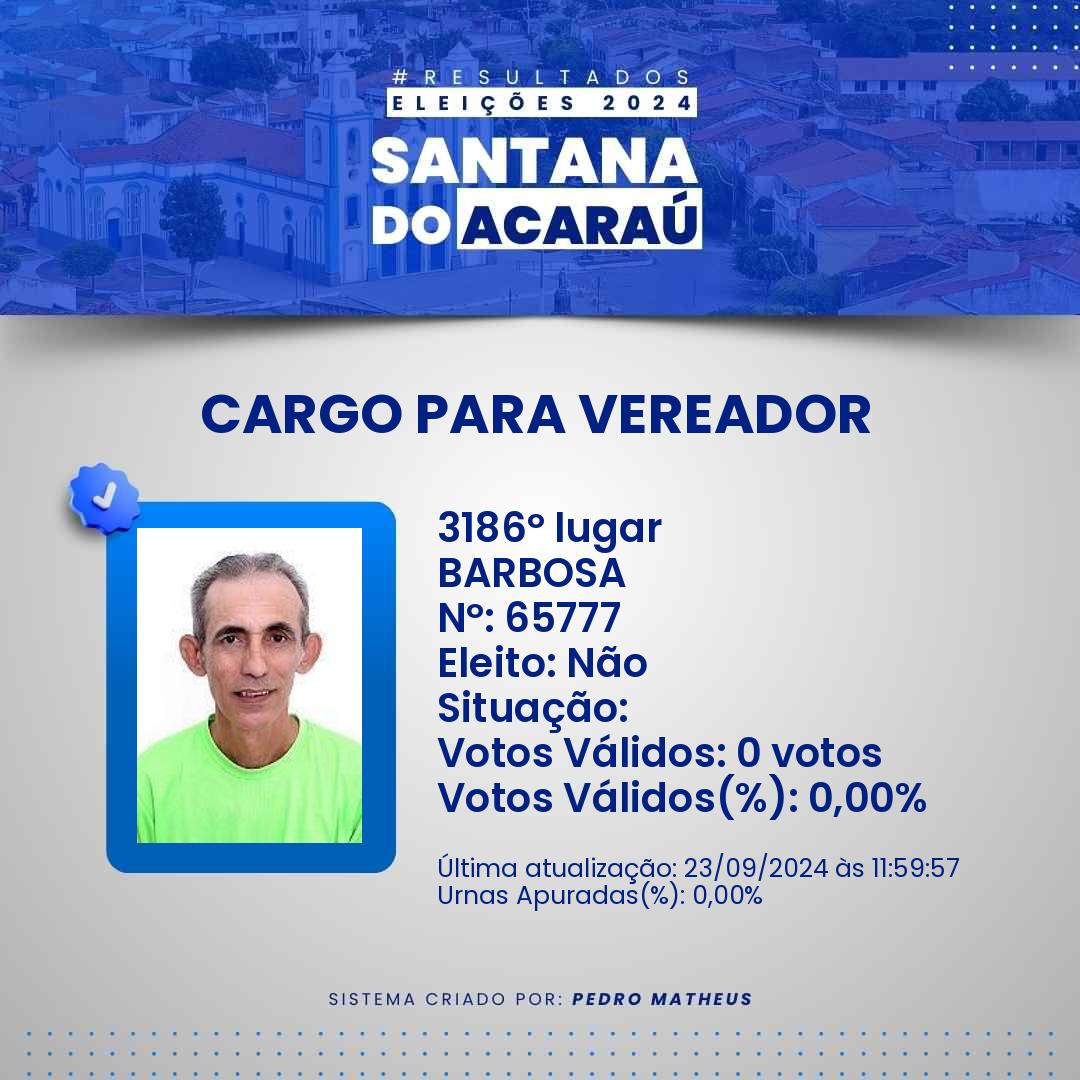 #RESULTADOS
ELEIÇÕES 2024
SANTANA
DO ACARAÚ
CARGO PARA VEREADOR
3186º lugar
BARBOSA
Nº: 65777
Eleito: Não
Situação:
Votos Válidos: 0 votos
Votos Válidos(%): 0,00%
Última atualização: 23/09/2024 às 11:59:57
Urnas Apuradas(%): 0,00%
SISTEMA CRIADO POR: PEDRO MATHEUS